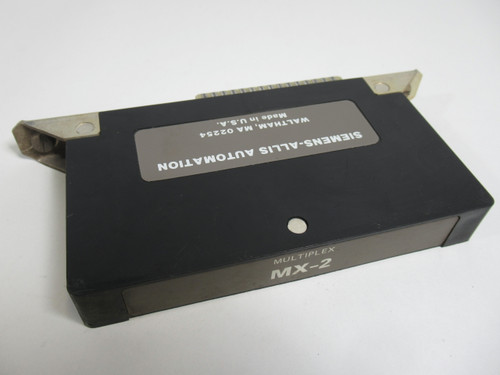 SIEMENS-ALLIS AUTOMATION
WALTHAM, MA 02254
Made in U.S.A.
MULTIPLEX
MX-2